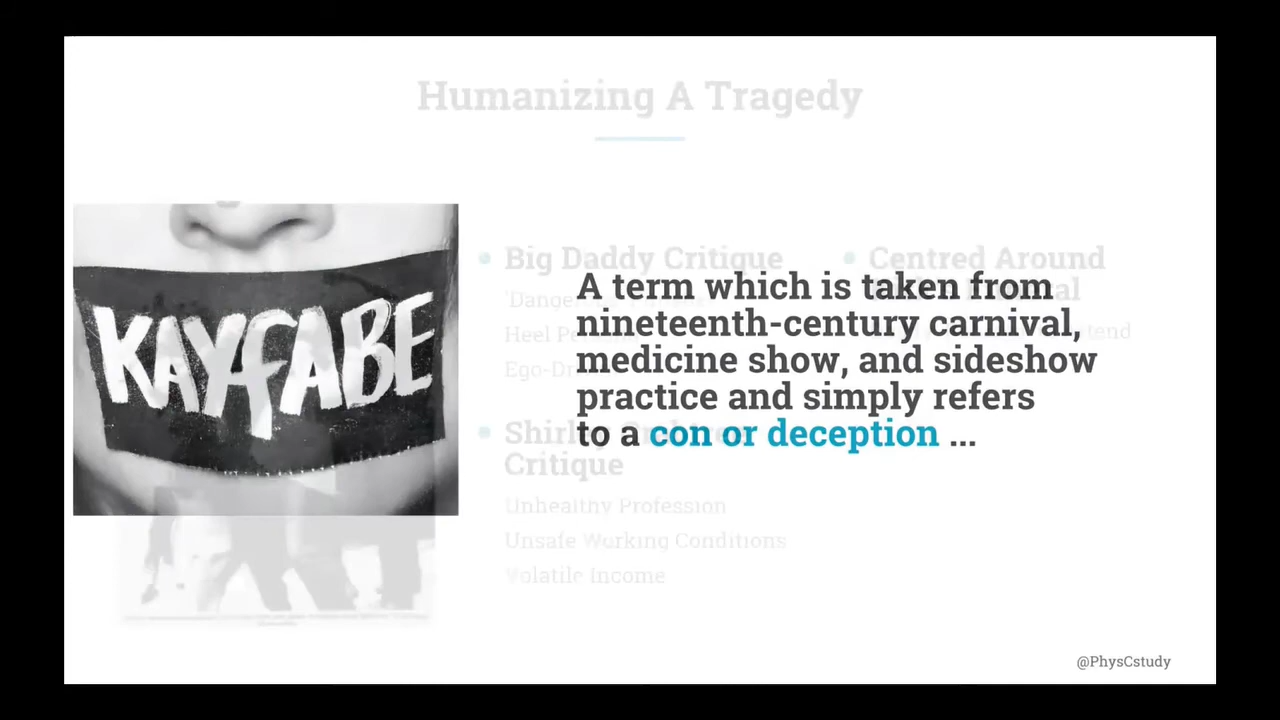 Humanizing A Tragedy
KAYFABE
Big Daddy Critique
Centred Around
A term which is taken from
nineteenth-century carnival,
medicine show, and sideshow
practice and simply refers
to a con or deception ...
Heel
Ego-
Critique
Unhealthy Profession
Unsafe Working Conditions
Volatile Income
@PhysCstudy